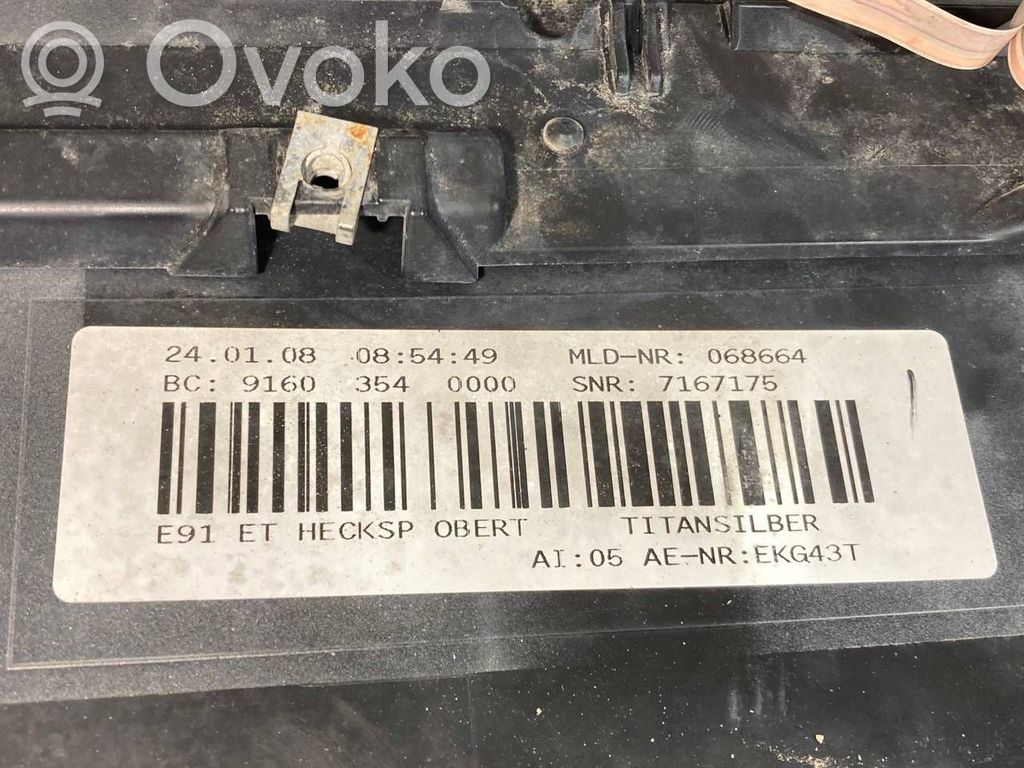 Ovoko
24.01.08 08:54:49 MLD-NR: 068664
BC: 9160 354 0000 SNR: 7167175
E91 ET HECKSP OBERT TITANSILBER
AI:05 AE-NR:EKG43T